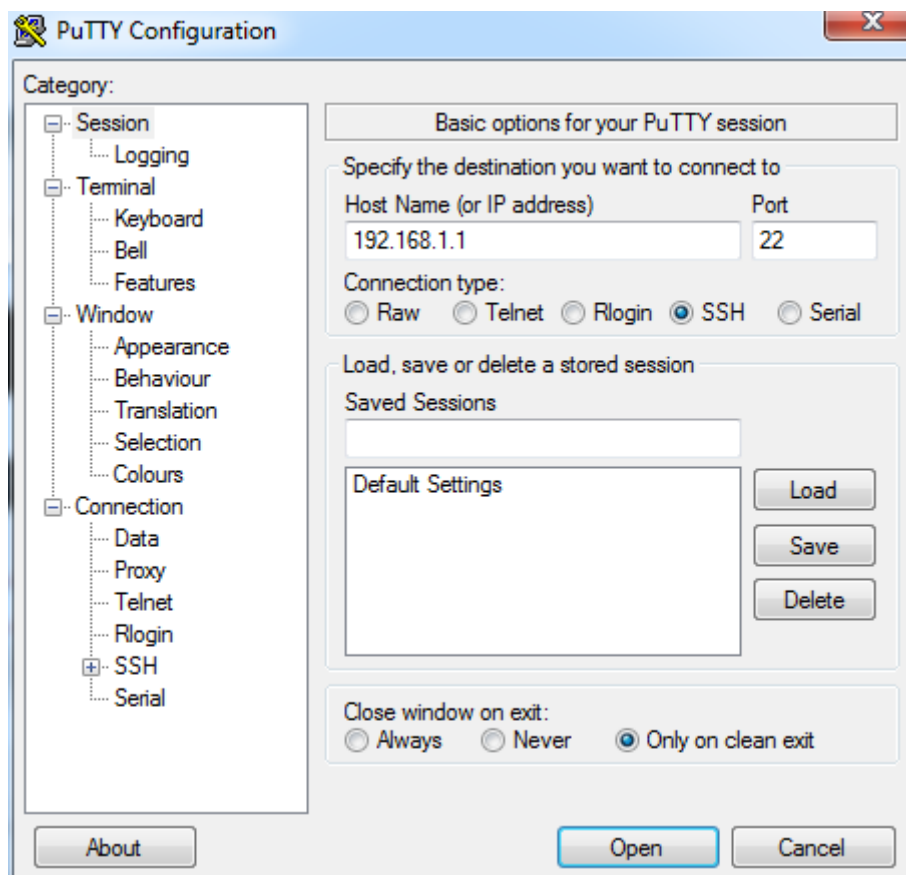 PuTTY Configuration
X
Category:
Session
Logging
Terminal
Keyboard
Bell
Features
Window
Appearance
Behaviour
Translation
Selection
Colours
Connection
Data
Proxy
Telnet
Rlogin
SSH
Serial
Basic options for your PuTTY session
Specify the destination you want to connect to
Host Name (or IP address) Port
192.168.1.1 22
Connection type:
Raw Telnet Rlogin SSH Serial
Load, save or delete a stored session
Saved Sessions
Default Settings
Load
Save
Delete
Close window on exit:
Always Never Only on clean exit
About Open Cancel